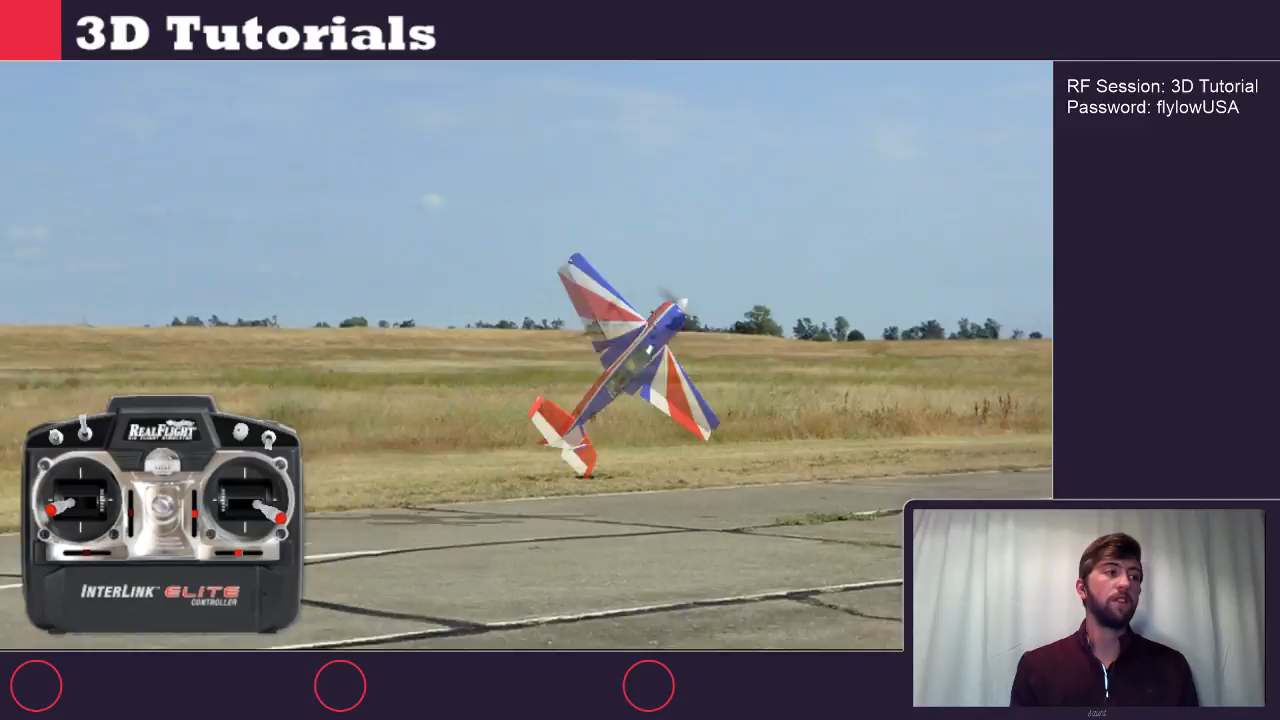 3D Tutorials
RF Session: 3D Tutorial
Password: flylowUSA
REALFLIGHT
INTERLINK ELITE
CONTROLLER